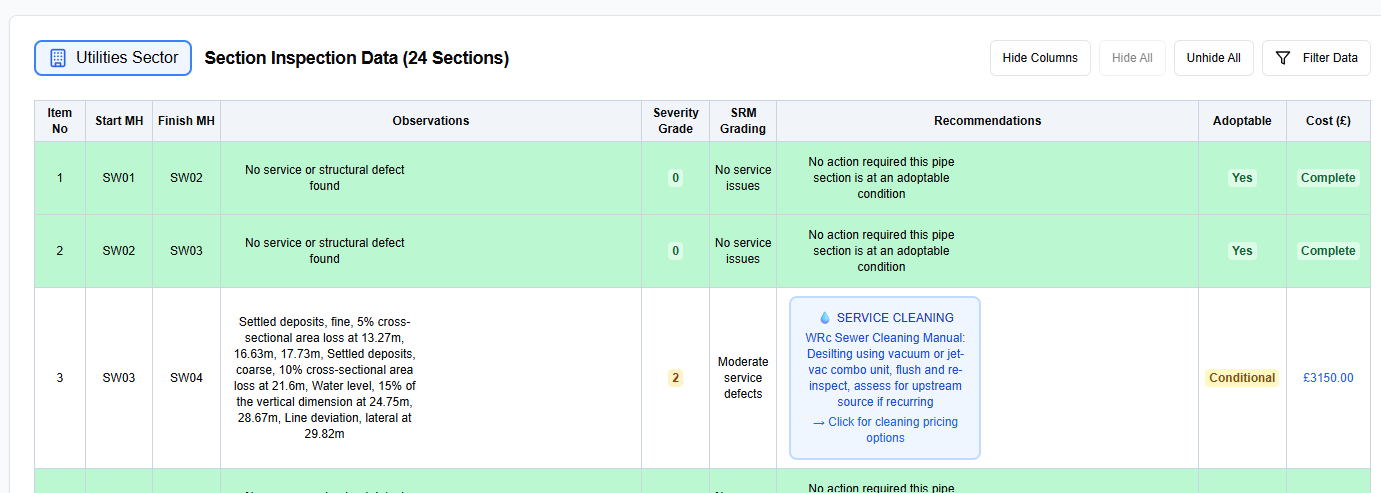 Utilities Sector
Section Inspection Data (24 Sections)
Hide Columns
Hide All
Unhide All
Filter Data
Item No
Start MH
Finish MH
Observations
Severity Grade
SRM Grading
Recommendations
Adoptable
Cost (£)
1
SW01
SW02
No service or structural defect
found
0
No service
issues
No action required this pipe
section is at an adoptable
condition
Yes
Complete
2
SW02
SW03
No service or structural defect
found
0
No service
issues
No action required this pipe
section is at an adoptable
condition
Yes
Complete
3
SW03
SW04
Settled deposits, fine, 5% cross-
sectional area loss at 13.27m,
16.63m, 17.73m, Settled deposits,
coarse, 10% cross-sectional area
loss at 21.6m, Water level, 15% of
the vertical dimension at 24.75m,
28.67m, Line deviation, lateral at
29.82m
2
Moderate
service
defects
SERVICE CLEANING
WRc Sewer Cleaning Manual:
Desilting using vacuum or jet-
vac combo unit, flush and re-
inspect, assess for upstream
source if recurring
→ Click for cleaning pricing
options
Conditional
£3150.00
No action required this pipe